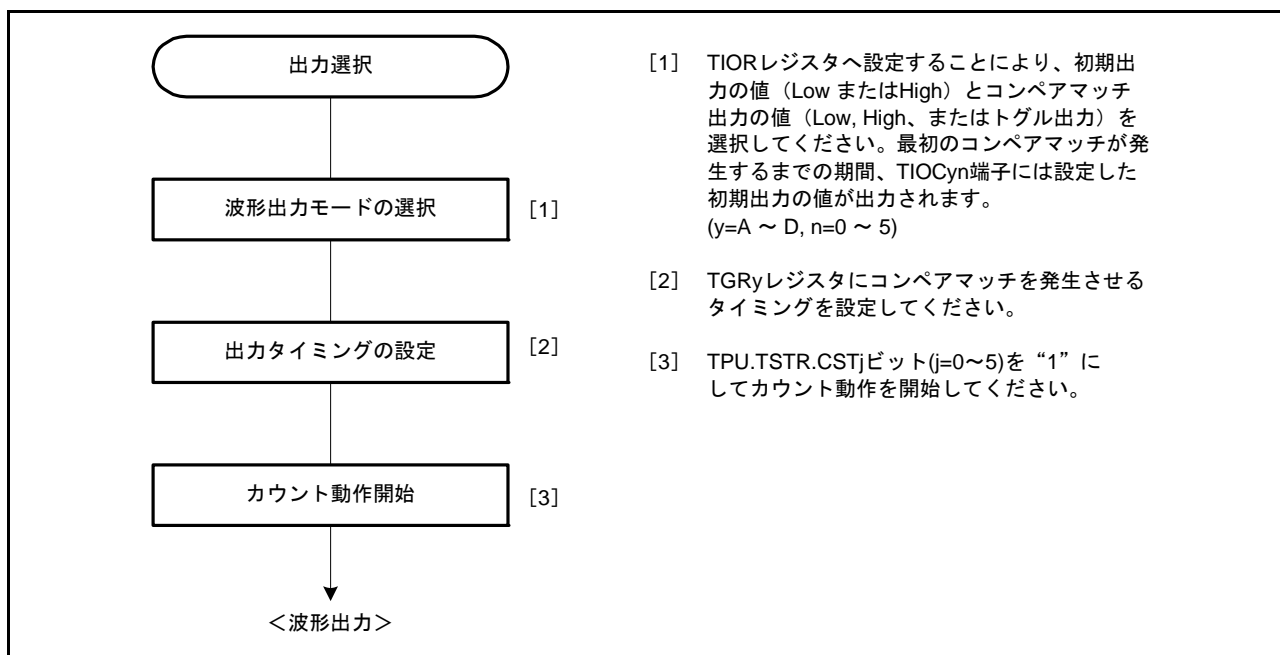 出力選択
波形出力モードの選択
[1]
出力タイミングの設定
[2]
カウント動作開始
[3]
＜波形出力＞
[1] TIORレジスタへ設定することにより、初期出
力の値（Low またはHigh）とコンペアマッチ
出力の値（Low, High、またはトグル出力）を
選択してください。最初のコンペアマッチが発
生するまでの期間、TIOCyn端子には設定した
初期出力の値が出力されます。
(y=A ～ D, n=0 ～ 5)
[2] TGRyレジスタにコンペアマッチを発生させる
タイミングを設定してください。
[3] TPU.TSTR.CSTjビット(j=0～5)を“1”に
してカウント動作を開始してください。